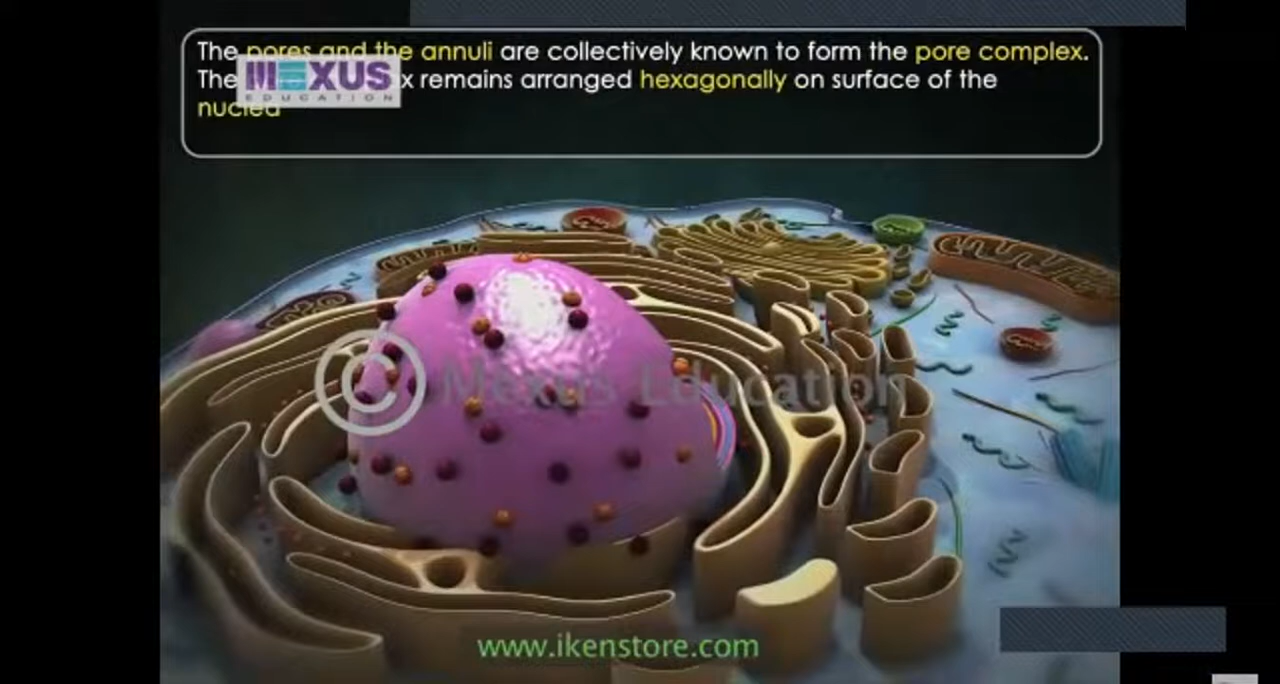 The pores and the annuli are collectively known to form the pore complex.
The x remains arranged hexagonally on surface of the
nuclea
MEXUS
EDUCATION
© Mexus Education
www.ikenstore.com